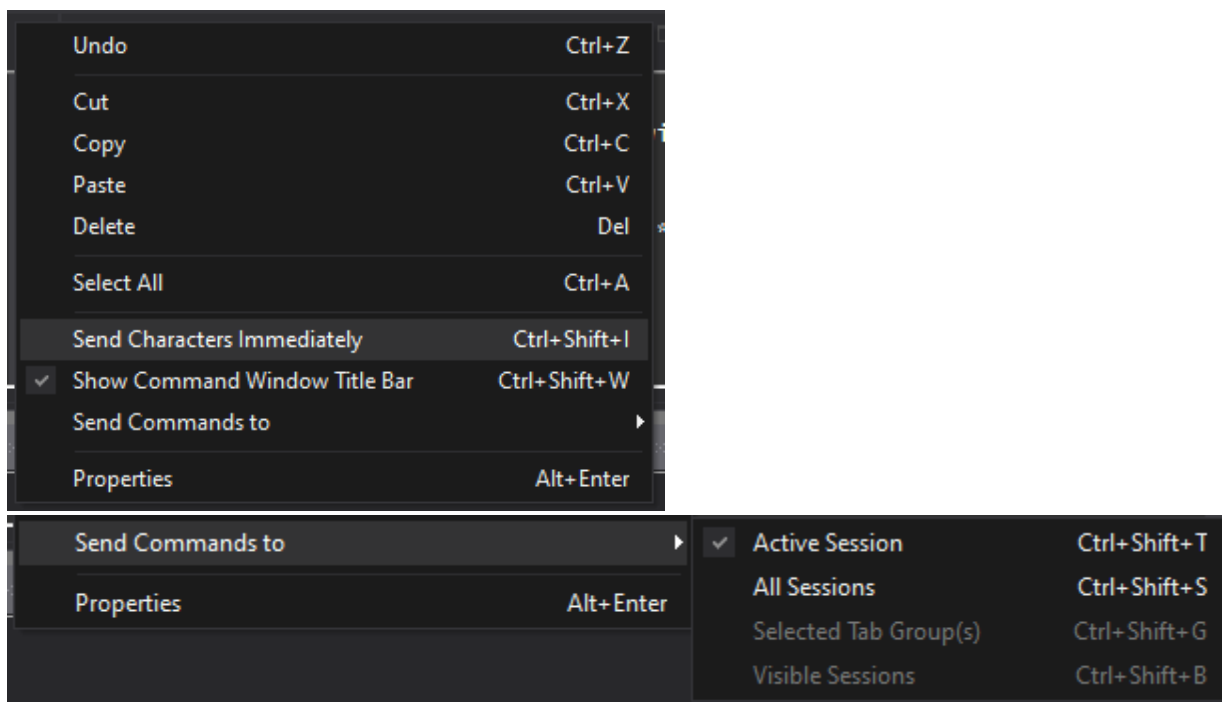 Undo Ctrl+Z
Cut Ctrl+X
Copy Ctrl+C
Paste Ctrl+V
Delete Del
Select All Ctrl+A
Send Characters Immediately Ctrl+Shift+I
Show Command Window Title Bar Ctrl+Shift+W
Send Commands to
Properties Alt+Enter
Send Commands to
Active Session Ctrl+Shift+T
All Sessions Ctrl+Shift+S
Properties Alt+Enter
Selected Tab Group(s) Ctrl+Shift+G
Visible Sessions Ctrl+Shift+B